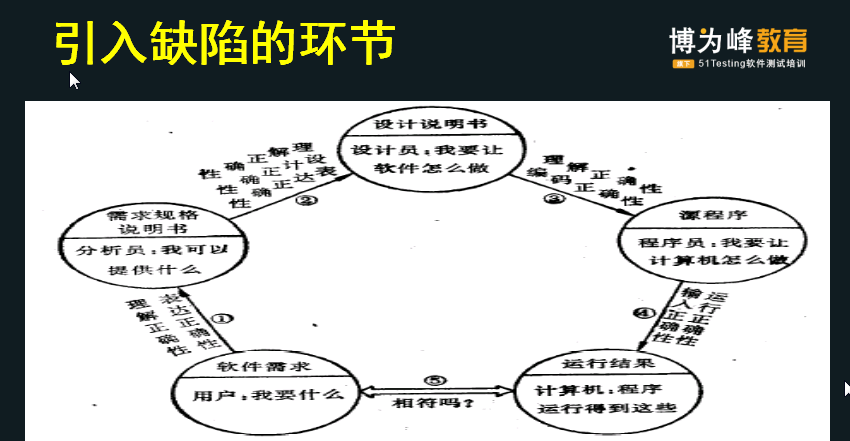 引入缺陷的环节
博为峰教育
旗下 51Testing软件测试培训
设计说明书
设计员:我要让
软件怎么做
理解正确性
设计正确性
表达正确性
②
理解正确性
编码正确性
③
需求规格
说明书
分析员:我可以
提供什么
源程序
程序员:我要让
计算机怎么做
理解正确性
表达正确性
①
输入正确性
运行正确性
④
软件需求
用户:我要什么
⑤
相符吗?
运行结果
计算机:程序
运行得到这些